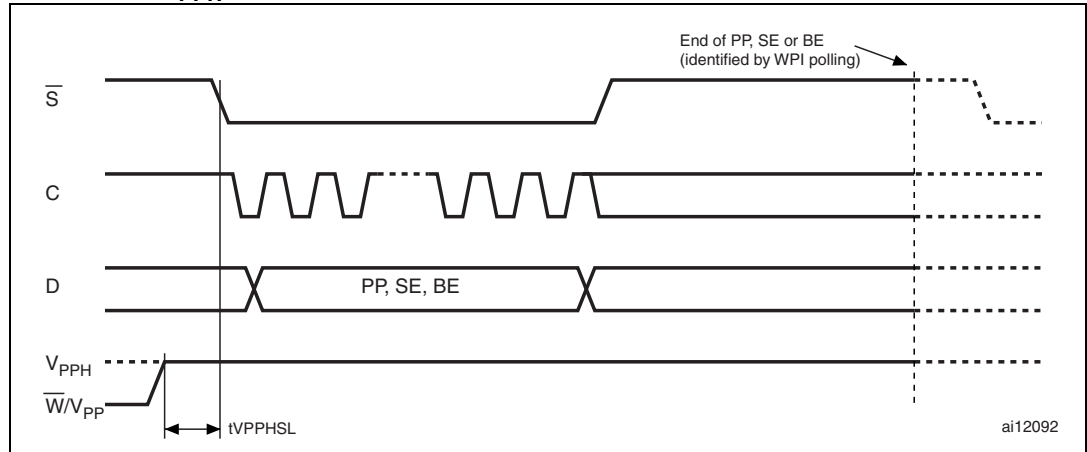 End of PP, SE or BE
(identified by WPI polling)
S̅
C
D
PP, SE, BE
VPPH
W̅/VPP
tVPPHSL
ai12092